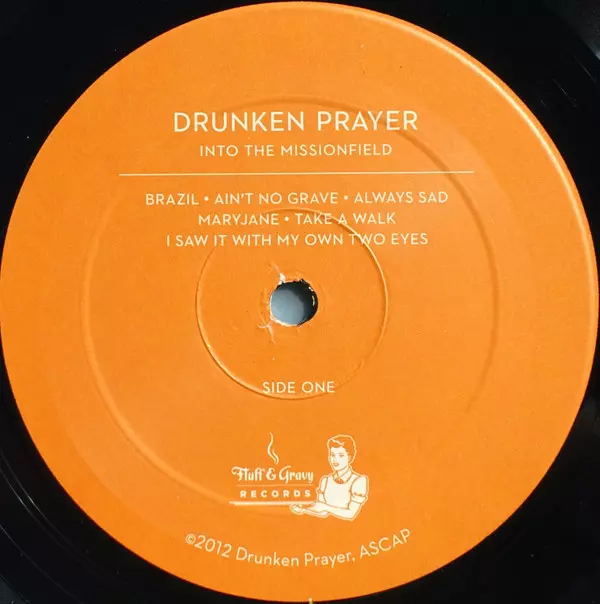 DRUNKEN PRAYER
INTO THE MISSIONFIELD
BRAZIL • AIN'T NO GRAVE • ALWAYS SAD
MARYJANE • TAKE A WALK
I SAW IT WITH MY OWN TWO EYES
SIDE ONE
Fluff & Gravy
RECORDS
©2012 Drunken Prayer, ASCAP